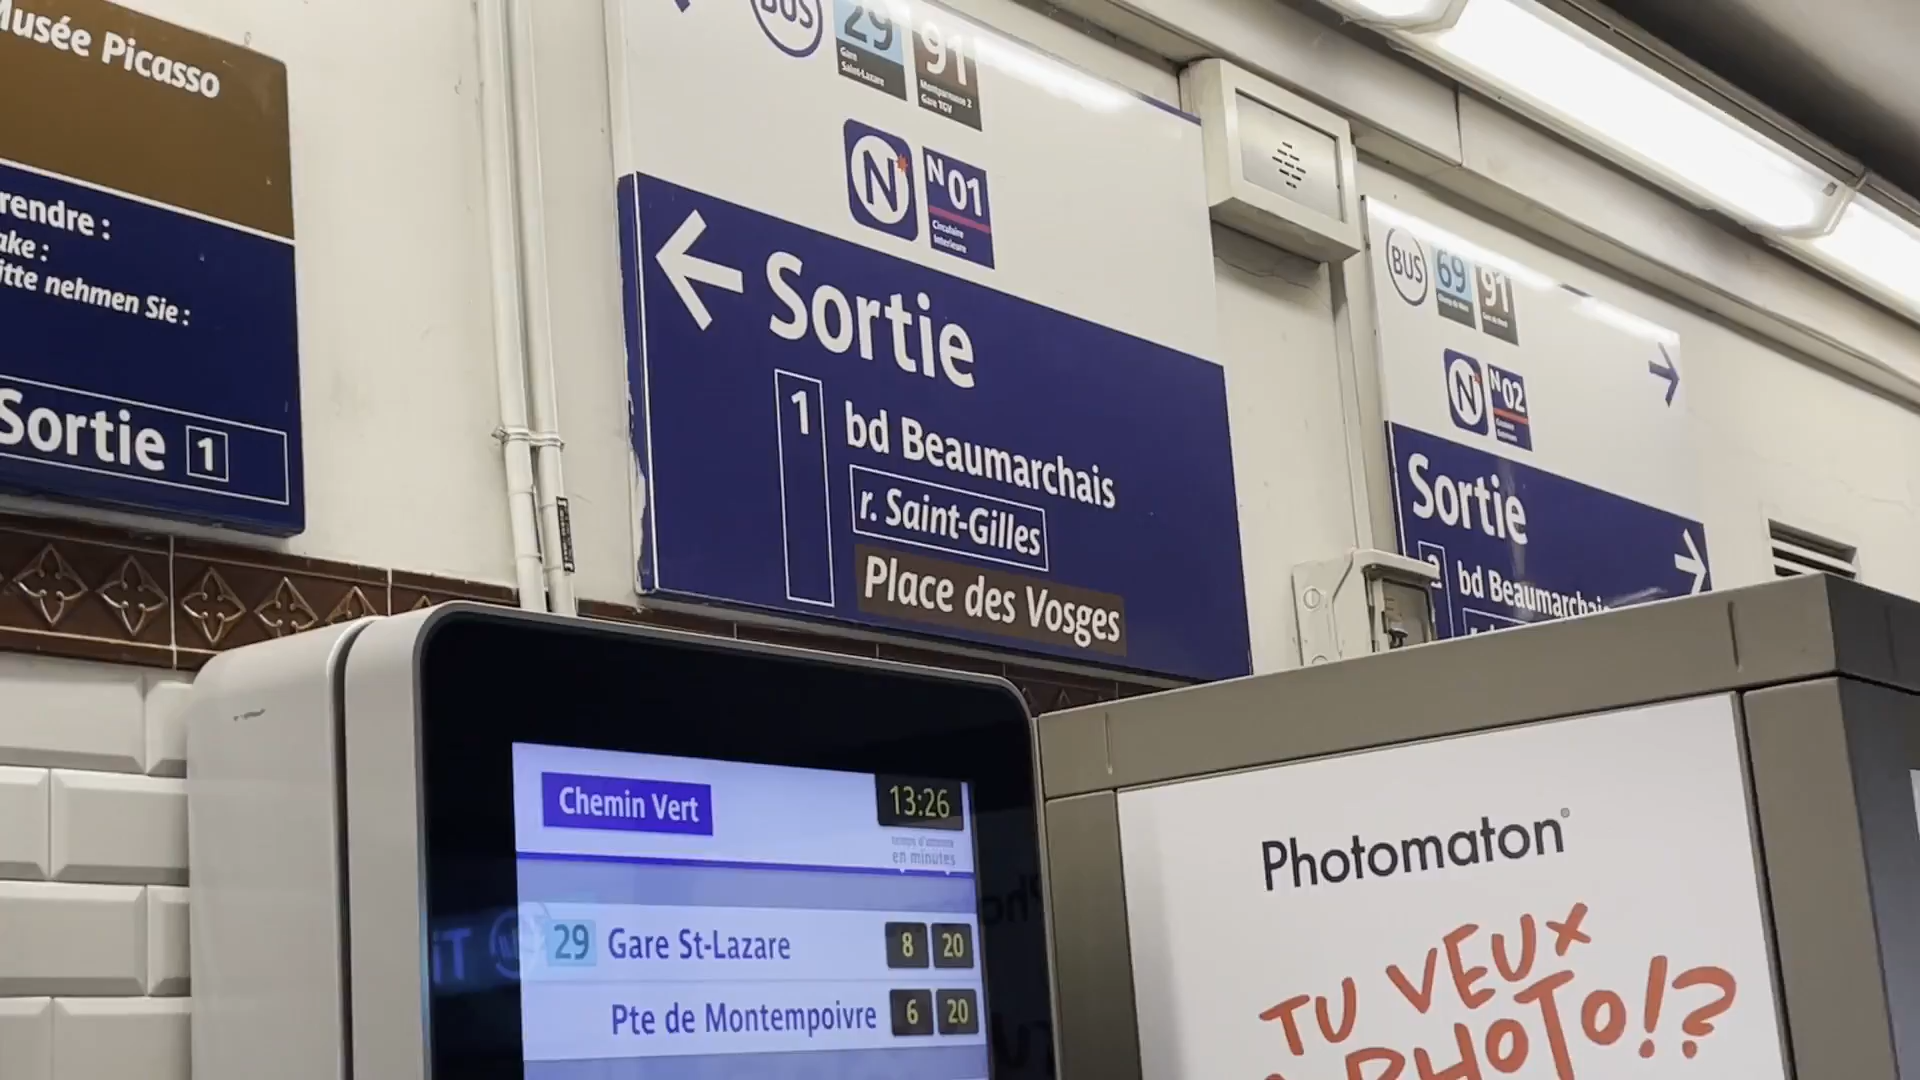 Musée Picasso
rendre :
ake :
itte nehmen Sie :
Sortie 1
BUS 29 91
Gare
Saint-Lazare
Montparnasse 2
Gare TGV
N N01
Circulaire
Intérieure
Sortie
1 bd Beaumarchais
r. Saint-Gilles
Place des Vosges
BUS 69 91
N N02
Sortie
2 bd Beaumarchais
Chemin Vert 13:26
temps d'attente
en minutes
29 Gare St-Lazare 8 20
Pte de Montempoivre 6 20
Photomaton
TU VEUX
PHOTO!?